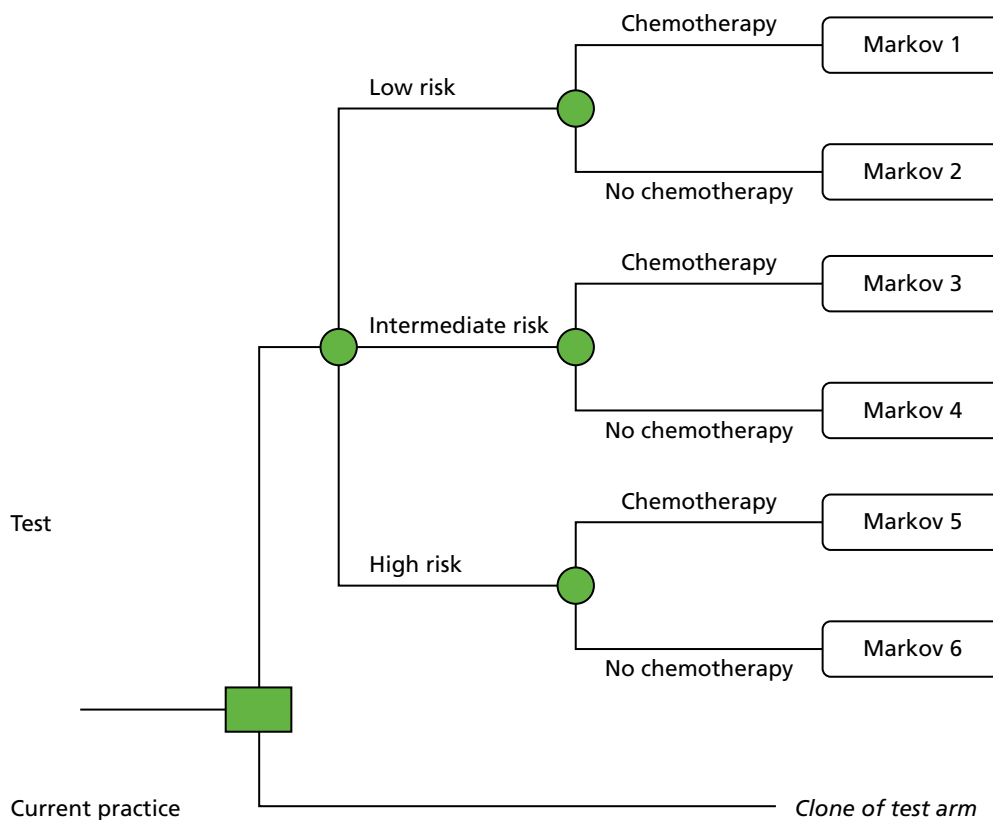 Chemotherapy
Markov 1
Low risk
Markov 2
No chemotherapy
Chemotherapy
Markov 3
Intermediate risk
Markov 4
No chemotherapy
Chemotherapy
Markov 5
Test
High risk
Markov 6
No chemotherapy
Current practice
Clone of test arm